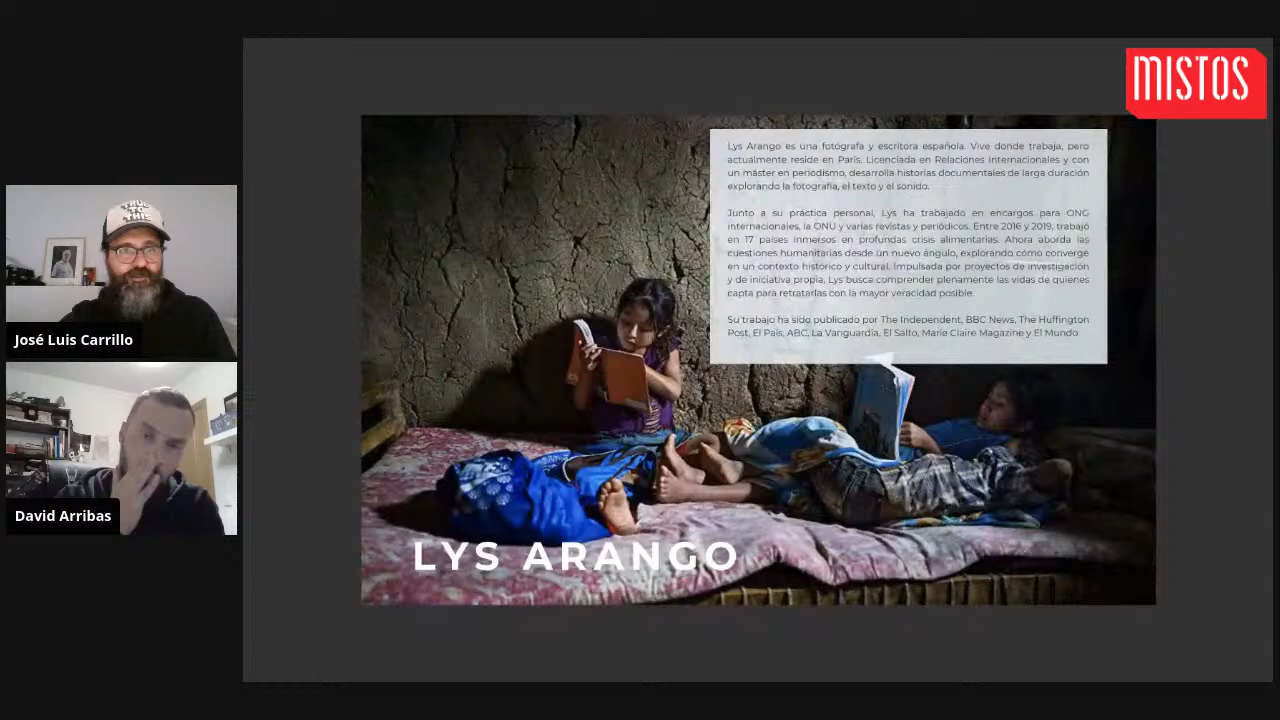 MISTOS
TRUE
TO
THIS
José Luis Carrillo
David Arribas
Lys Arango es una fotógrafa y escritora española. Vive donde trabaja, pero
actualmente reside en París. Licenciada en Relaciones Internacionales y con
un máster en periodismo, desarrolla historias documentales de larga duración
explorando la fotografía, el texto y el sonido.
Junto a su práctica personal, Lys ha trabajado en encargos para ONG
internacionales, la ONU y varias revistas y periódicos. Entre 2016 y 2019, trabajó
en 17 países inmersos en profundas crisis alimentarias. Ahora aborda las
cuestiones humanitarias desde un nuevo ángulo, explorando cómo converge
en un contexto histórico y cultural. Impulsada por proyectos de investigación
y de iniciativa propia, Lys busca comprender plenamente las vidas de quienes
capta para retratarlas con la mayor veracidad posible.
Su trabajo ha sido publicado por The Independent, BBC News, The Huffington
Post, El País, ABC, La Vanguardia, El Salto, Marie Claire Magazine y El Mundo
LYS ARANGO